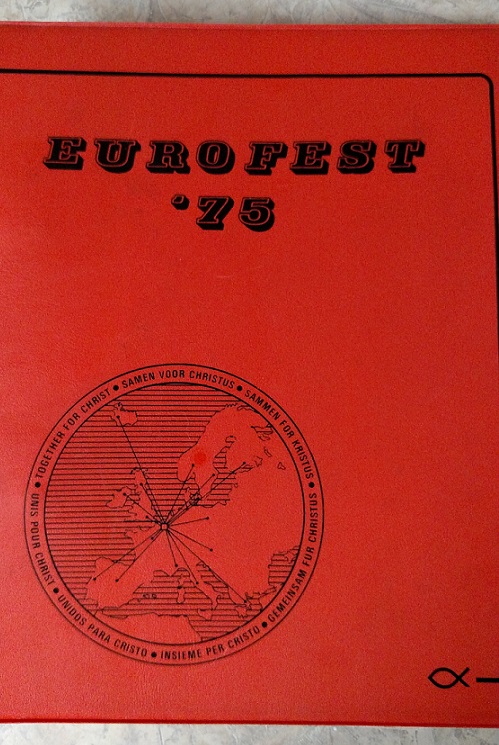 EUROFEST
'75
TOGETHER FOR CHRIST • SAMEN VOOR CHRISTUS • SAMMEN FOR KRISTUS • GEMEINSAM FÜR CHRISTUS • INSIEME PER CRISTO • UNIDOS PARA CRISTO • UNIS POUR CHRIST •